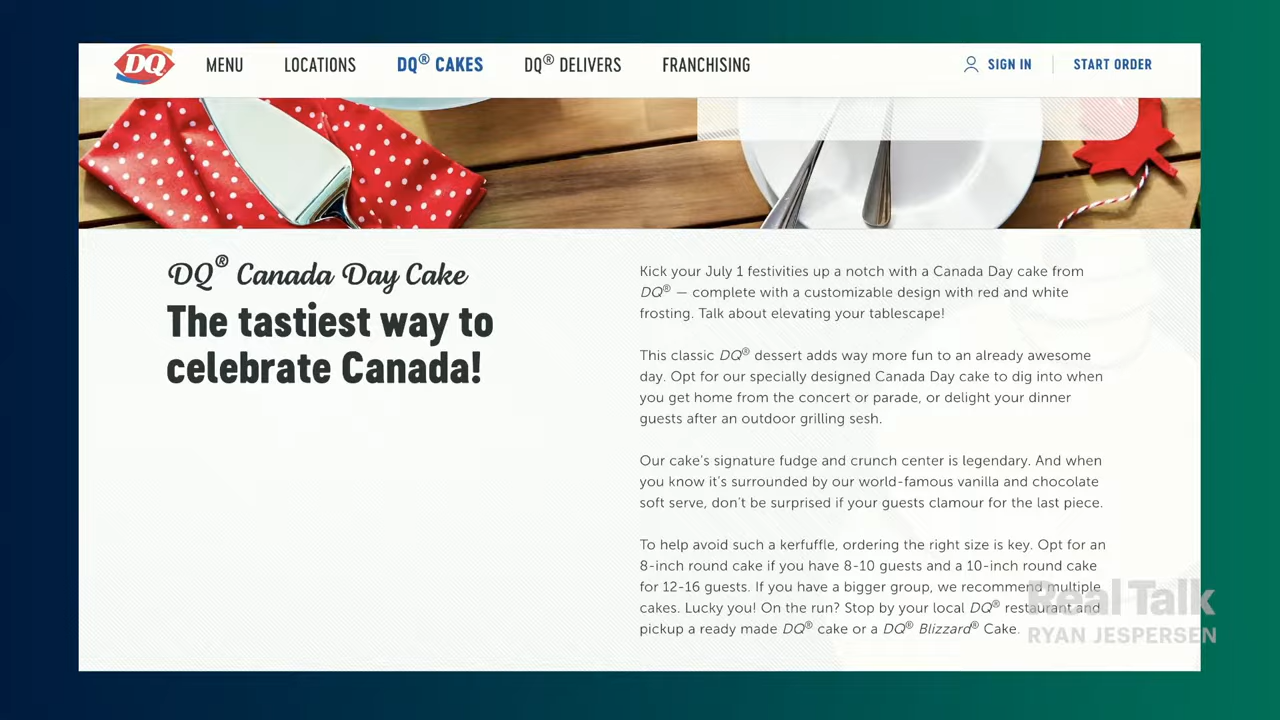 DQ
MENU LOCATIONS DQ® CAKES DQ® DELIVERS FRANCHISING SIGN IN START ORDER
DQ® Canada Day Cake
The tastiest way to
celebrate Canada!
Kick your July 1 festivities up a notch with a Canada Day cake from
DQ® — complete with a customizable design with red and white
frosting. Talk about elevating your tablescape!
This classic DQ® dessert adds way more fun to an already awesome
day. Opt for our specially designed Canada Day cake to dig into when
you get home from the concert or parade, or delight your dinner
guests after an outdoor grilling sesh.
Our cake's signature fudge and crunch center is legendary. And when
you know it's surrounded by our world-famous vanilla and chocolate
soft serve, don't be surprised if your guests clamour for the last piece.
To help avoid such a kerfuffle, ordering the right size is key. Opt for an
8-inch round cake if you have 8-10 guests and a 10-inch round cake
for 12-16 guests. If you have a bigger group, we recommend multiple
cakes. Lucky you! On the run? Stop by your local DQ® restaurant and
pickup a ready made DQ® cake or a DQ® Blizzard® Cake.
Real Talk
RYAN JESPERSEN